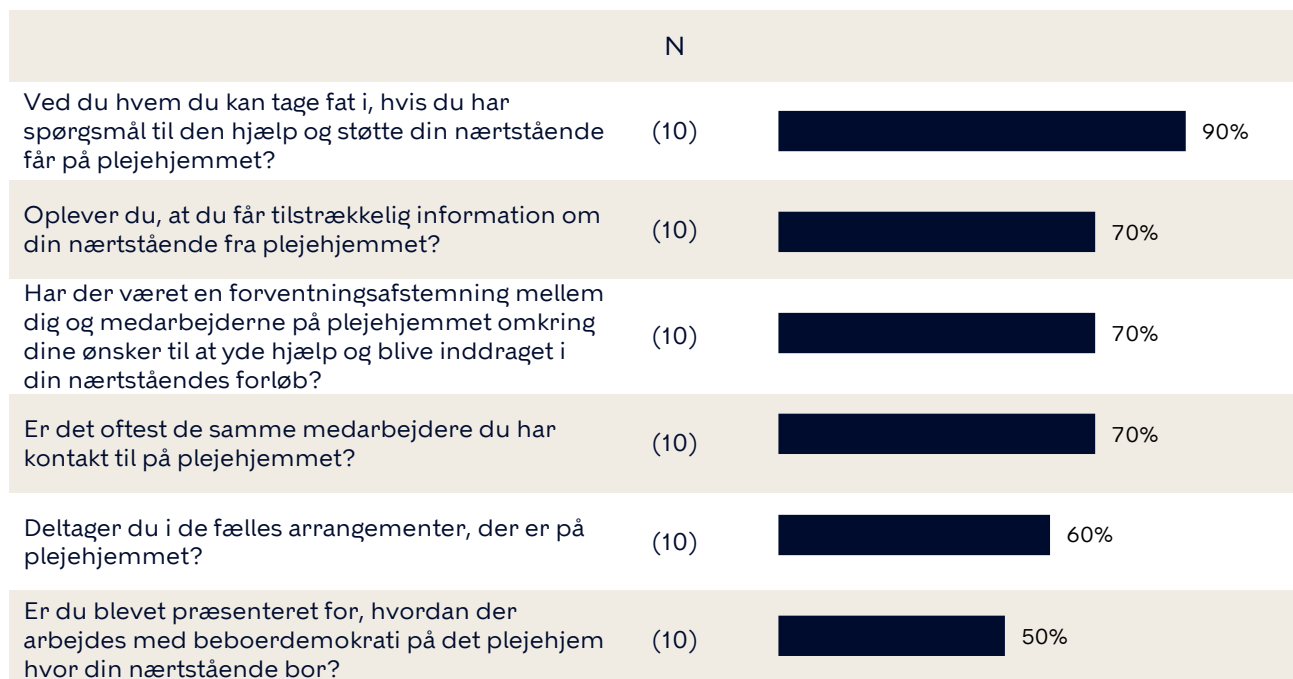 N
Ved du hvem du kan tage fat i, hvis du har
spørgsmål til den hjælp og støtte din nærtstående
får på plejehjemmet?
(10)
90%
Oplever du, at du får tilstrækkelig information om
din nærtstående fra plejehjemmet?
(10)
70%
Har der været en forventningsafstemning mellem
dig og medarbejderne på plejehjemmet omkring
dine ønsker til at yde hjælp og blive inddraget i
din nærtståendes forløb?
(10)
70%
Er det oftest de samme medarbejdere du har
kontakt til på plejehjemmet?
(10)
70%
Deltager du i de fælles arrangementer, der er på
plejehjemmet?
(10)
60%
Er du blevet præsenteret for, hvordan der
arbejdes med beboerdemokrati på det plejehjem
hvor din nærtstående bor?
(10)
50%